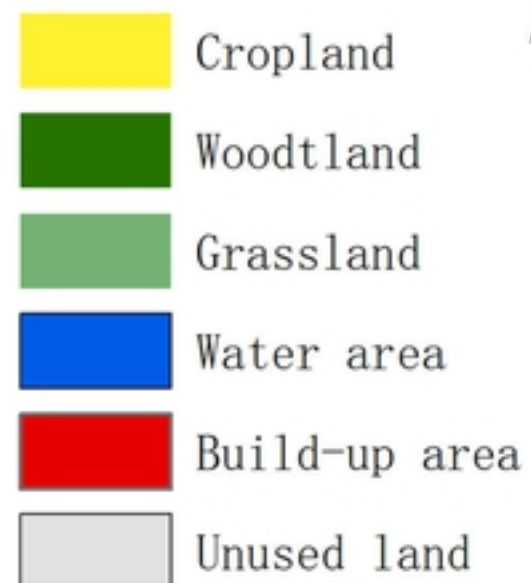 Cropland
Woodtland
Grassland
Water area
Build-up area
Unused land